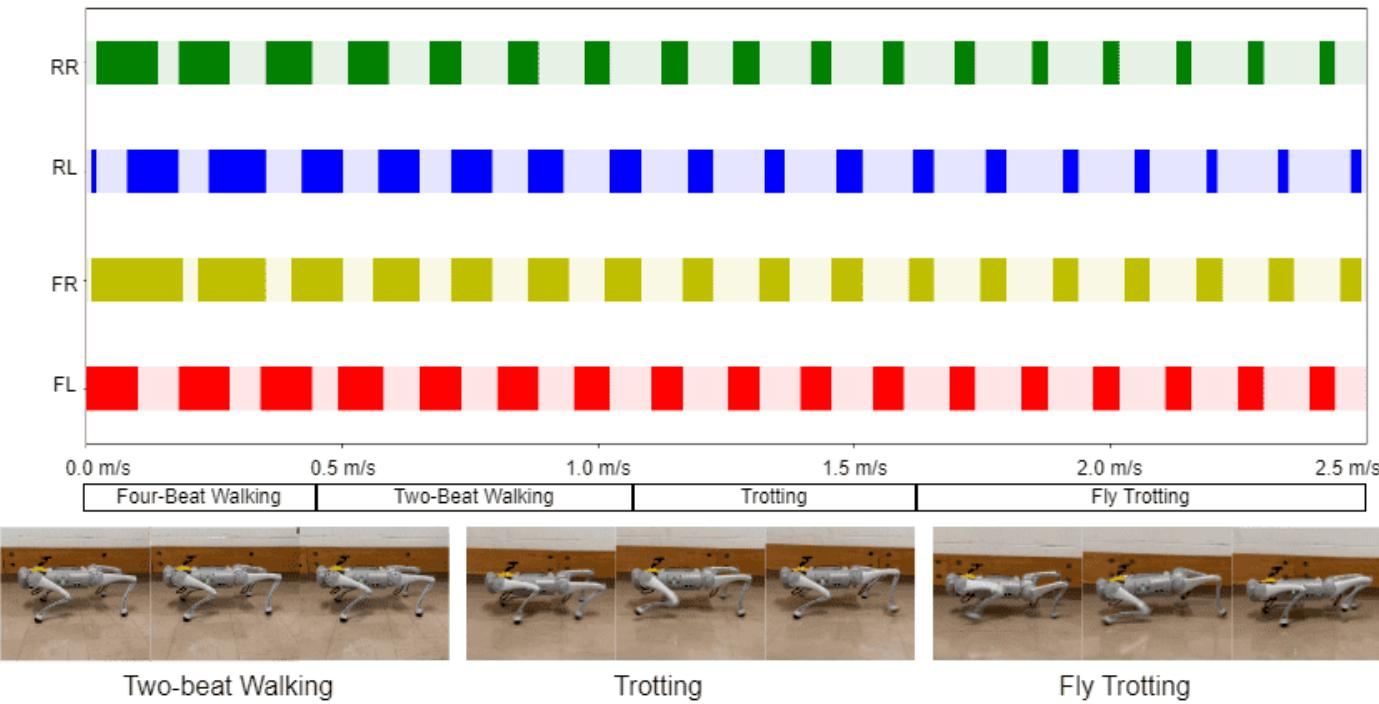 RR
RL
FR
FL
0.0 m/s 0.5 m/s 1.0 m/s 1.5 m/s 2.0 m/s 2.5 m/s
Four-Beat Walking Two-Beat Walking Trotting Fly Trotting
Two-beat Walking Trotting Fly Trotting